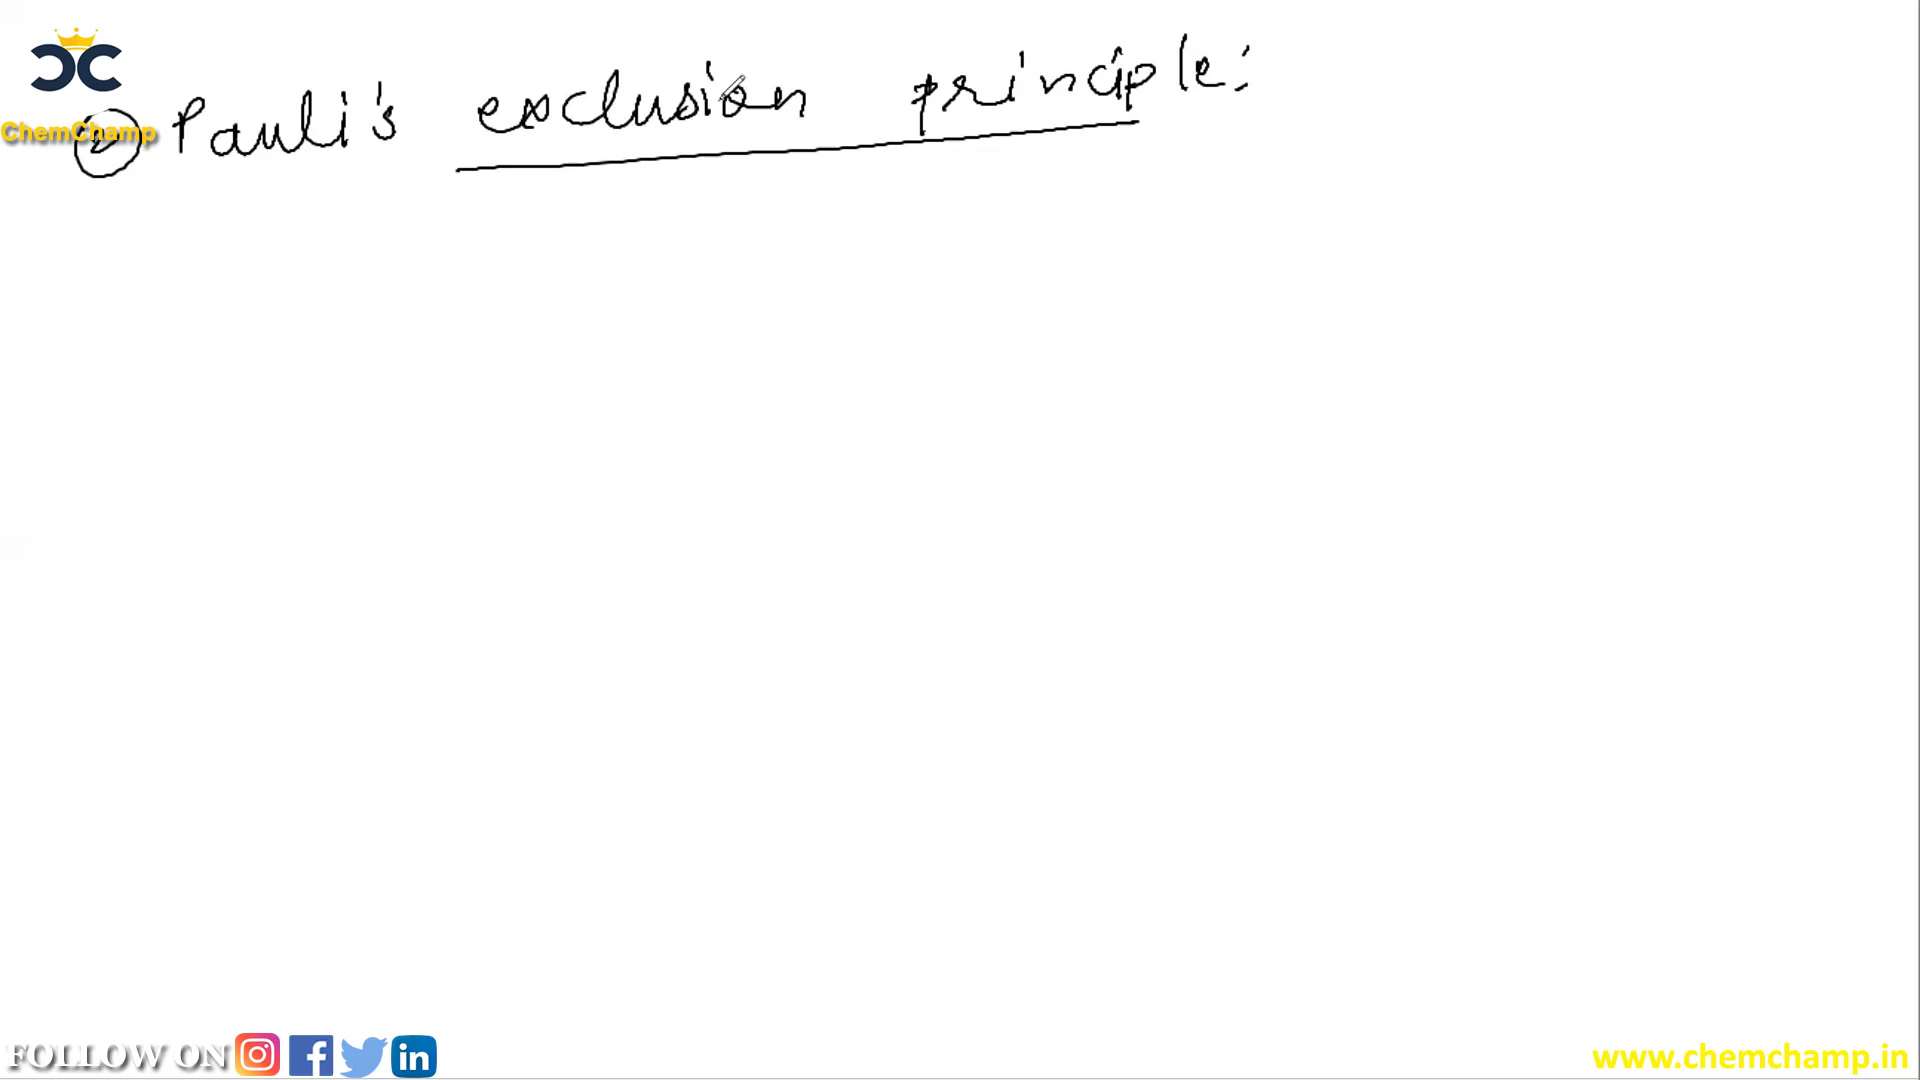 ② Pauli's exclusion principle:
ChemChamp
FOLLOW ON
www.chemchamp.in